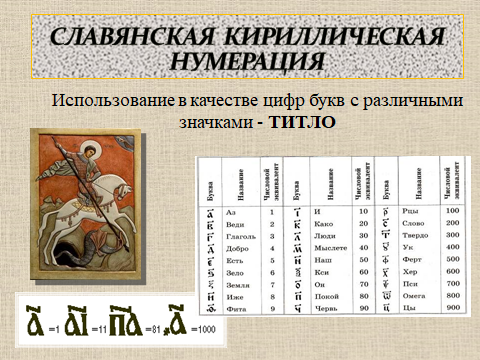 СЛАВЯНСКАЯ КИРИЛЛИЧЕСКАЯ
НУМЕРАЦИЯ
Использование в качестве цифр букв с различными
значками - ТИТЛО
Буква Название Числовой эквивалент Буква Название Числовой эквивалент Буква Название Числовой эквивалент
а҃ Аз 1 і҃ И 10 р҃ Рцы 100
в҃ Веди 2 к҃ Како 20 с҃ Слово 200
г҃ Глаголь 3 л҃ Люди 30 т҃ Твердо 300
д҃ Добро 4 м҃ Мыслете 40 у҃ Ук 400
є҃ Есть 5 н҃ Наш 50 ф҃ Ферт 500
ѕ҃ Зело 6 ѯ҃ Кси 60 х҃ Хер 600
з҃ Земля 7 о҃ Он 70 ѱ҃ Пси 700
и҃ Иже 8 п҃ Покой 80 ѡ҃ Омега 800
ѳ҃ Фита 9 ч҃ Червь 90 ц҃ Цы 900
а҃ =1 а҃і =11 п҃а =81 ҂а҃ =1000